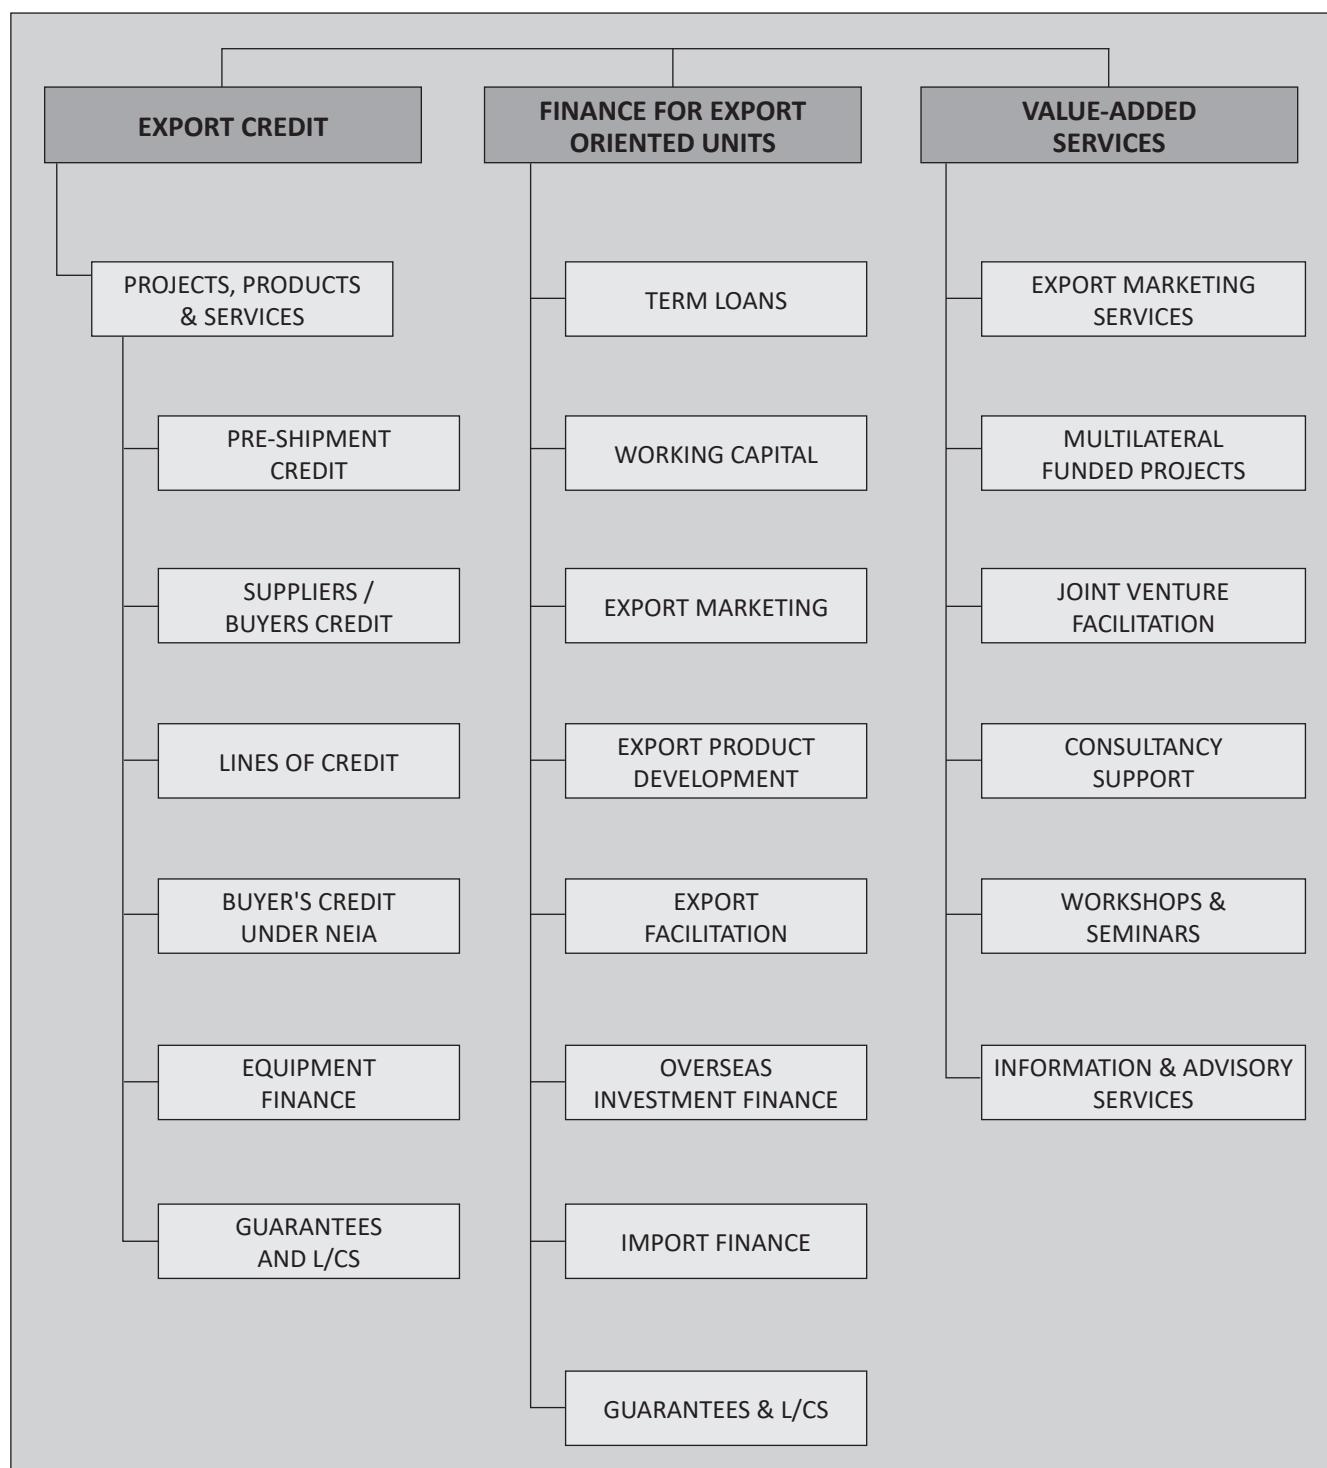 EXPORT CREDIT
PROJECTS, PRODUCTS
& SERVICES
PRE-SHIPMENT
CREDIT
SUPPLIERS /
BUYERS CREDIT
LINES OF CREDIT
BUYER'S CREDIT
UNDER NEIA
EQUIPMENT
FINANCE
GUARANTEES
AND L/CS
FINANCE FOR EXPORT
ORIENTED UNITS
TERM LOANS
WORKING CAPITAL
EXPORT MARKETING
EXPORT PRODUCT
DEVELOPMENT
EXPORT
FACILITATION
OVERSEAS
INVESTMENT FINANCE
IMPORT FINANCE
GUARANTEES & L/CS
VALUE-ADDED
SERVICES
EXPORT MARKETING
SERVICES
MULTILATERAL
FUNDED PROJECTS
JOINT VENTURE
FACILITATION
CONSULTANCY
SUPPORT
WORKSHOPS &
SEMINARS
INFORMATION & ADVISORY
SERVICES